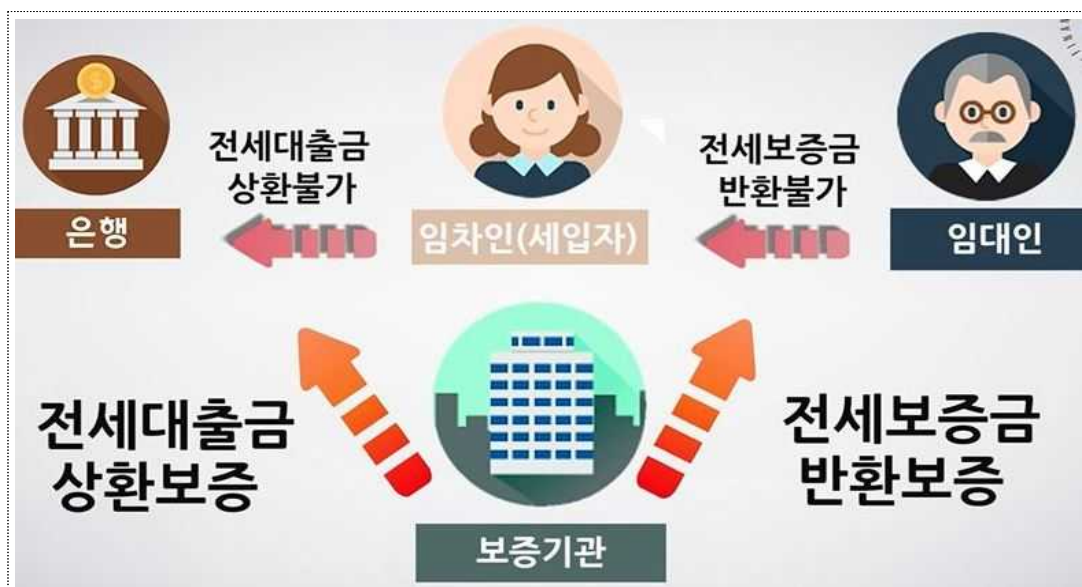 전세대출금
상환불가
전세보증금
반환불가
은행
임차인(세입자)
임대인
전세대출금
상환보증
전세보증금
반환보증
보증기관